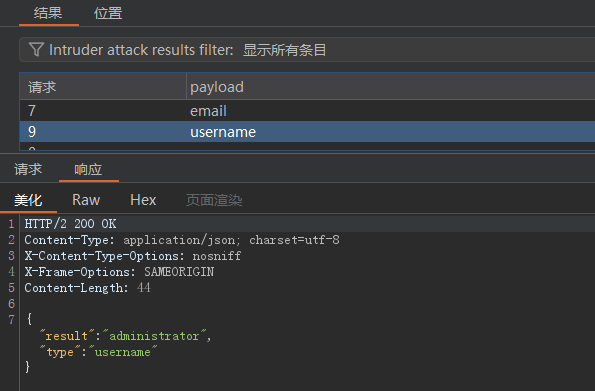 结果 位置
Intruder attack results filter: 显示所有条目
请求 payload
7 email
9 username
请求 响应
美化 Raw Hex 页面渲染
1 HTTP/2 200 OK
2 Content-Type: application/json; charset=utf-8
3 X-Content-Type-Options: nosniff
4 X-Frame-Options: SAMEORIGIN
5 Content-Length: 44
6
7 {
"result":"administrator",
"type":"username"
}